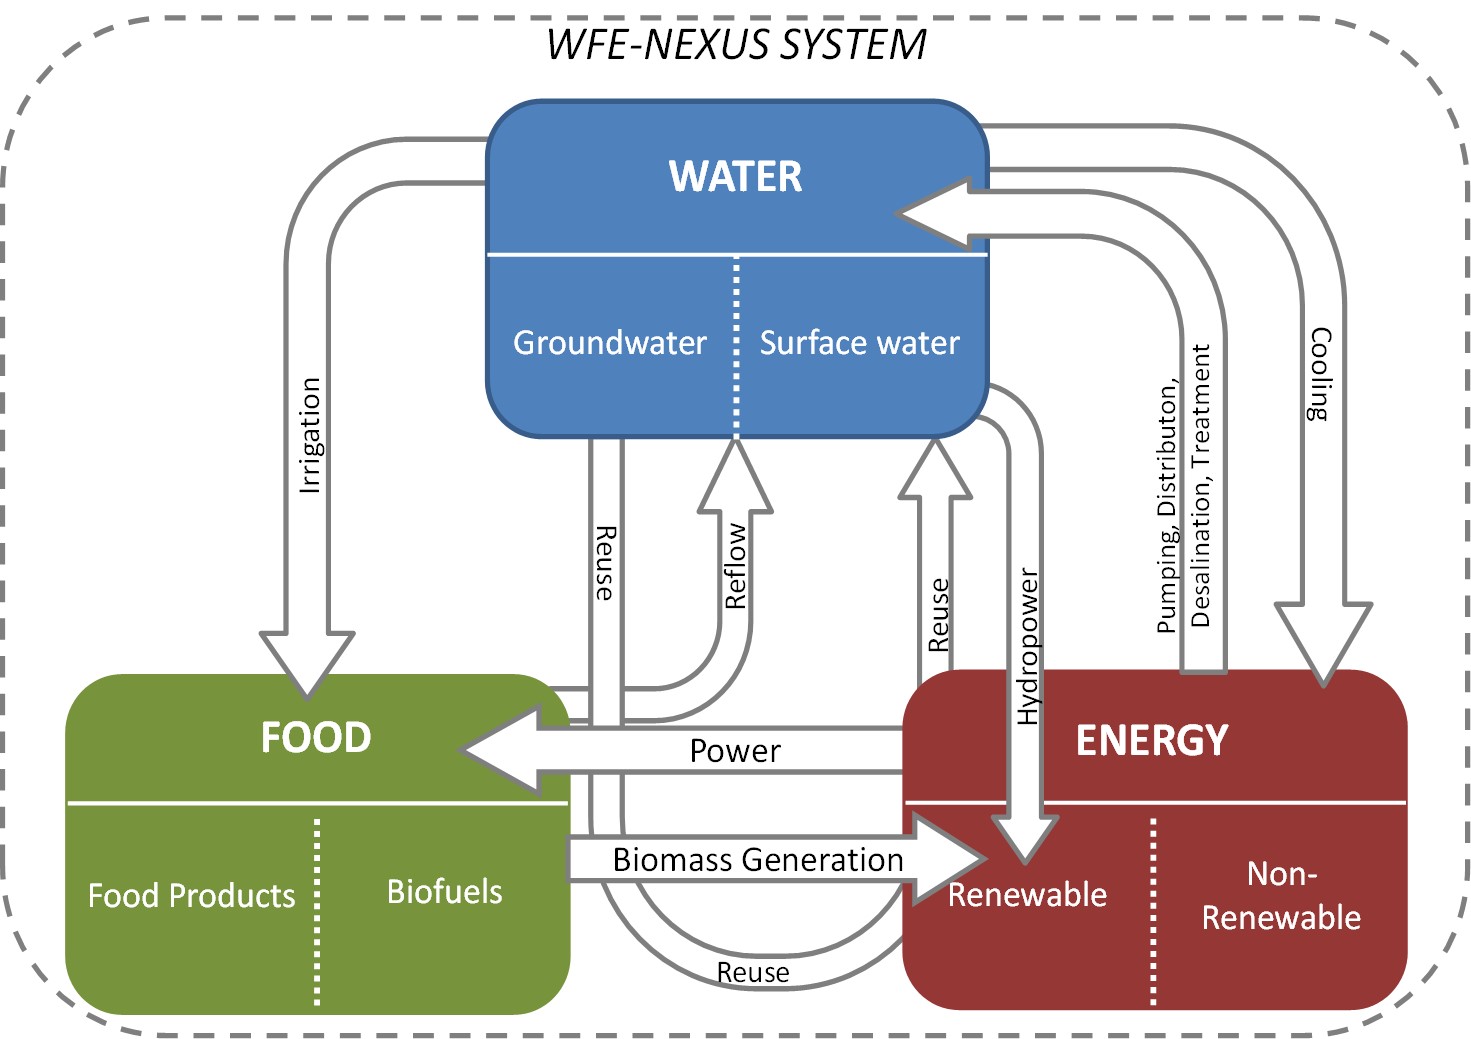 WFE-NEXUS SYSTEM
WATER
Groundwater
Surface water
Irrigation
Reuse
Reflow
Reuse
Hydropower
Pumping, Distributon,
Desalination, Treatment
Cooling
FOOD
Power
ENERGY
Food Products
Biofuels
Biomass Generation
Renewable
Non-
Renewable
Reuse